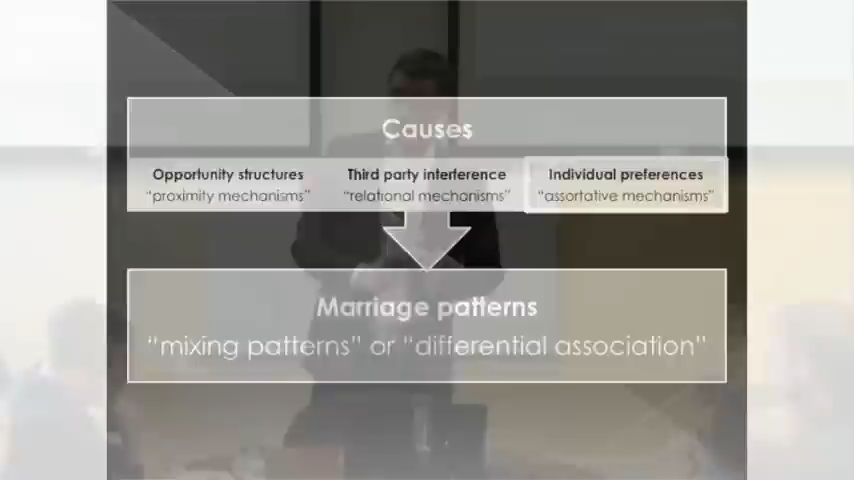 Causes
Opportunity structures
“proximity mechanisms”
Third party interference
“relational mechanisms”
Individual preferences
“assortative mechanisms”
Marriage patterns
“mixing patterns” or “differential association”